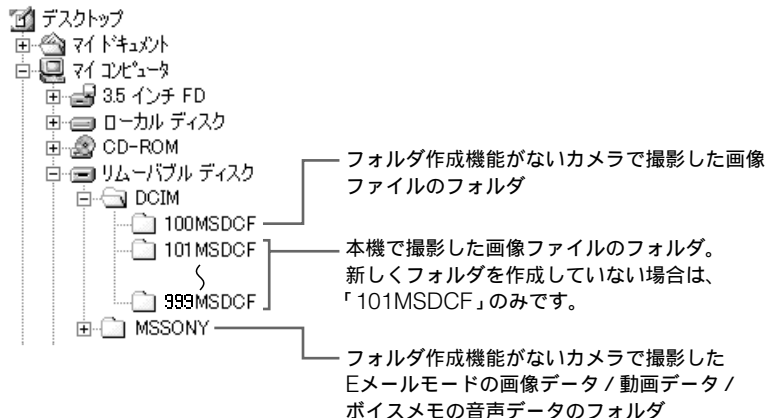 デスクトップ
マイ ドキュメント
マイ コンピュータ
3.5 インチ FD
ローカル ディスク
CD-ROM
リムーバブル ディスク
DCIM
100MSDCF
101MSDCF
~
999MSDCF
MSSONY
フォルダ作成機能がないカメラで撮影した画像
ファイルのフォルダ
本機で撮影した画像ファイルのフォルダ。
新しくフォルダを作成していない場合は、
「101MSDCF」のみです。
フォルダ作成機能がないカメラで撮影した
Eメールモードの画像データ / 動画データ /
ボイスメモの音声データのフォルダ